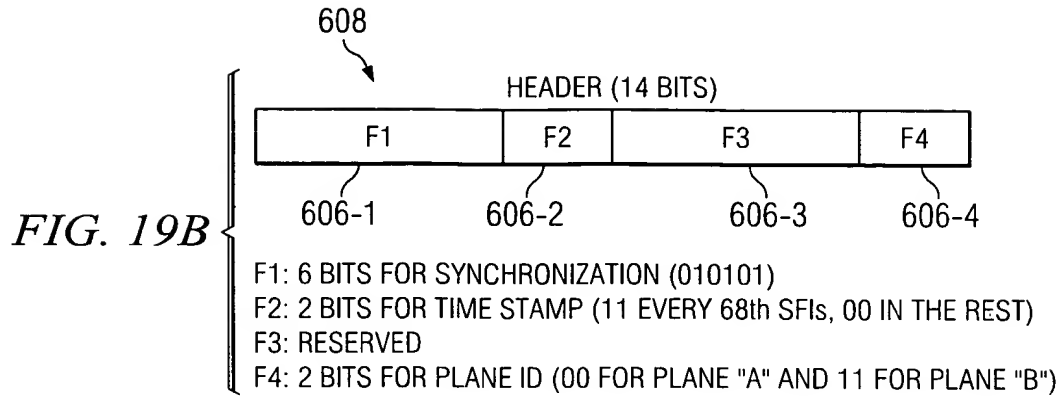 608
HEADER (14 BITS)
F1 F2 F3 F4
606-1 606-2 606-3 606-4
FIG. 19B
F1: 6 BITS FOR SYNCHRONIZATION (010101)
F2: 2 BITS FOR TIME STAMP (11 EVERY 68th SFIs, 00 IN THE REST)
F3: RESERVED
F4: 2 BITS FOR PLANE ID (00 FOR PLANE "A" AND 11 FOR PLANE "B")